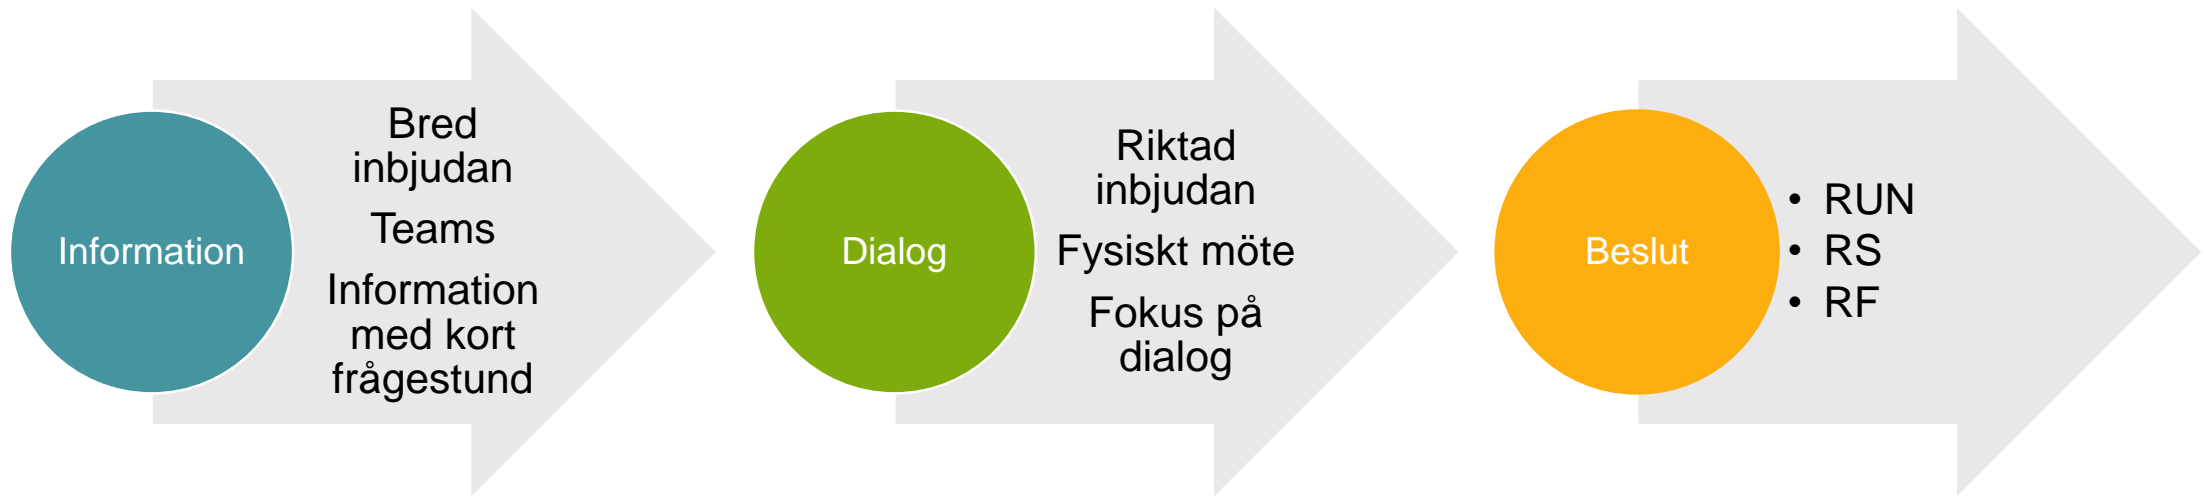 Information
Bred
inbjudan
Teams
Information
med kort
frågestund
Dialog
Riktad
inbjudan
Fysiskt möte
Fokus på
dialog
Beslut
• RUN
• RS
• RF